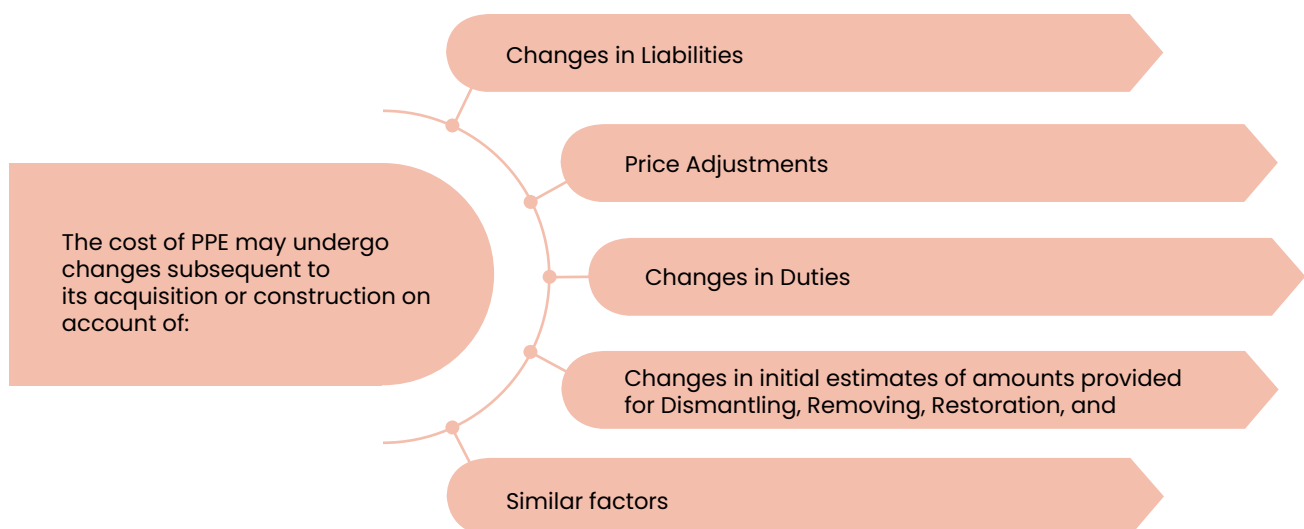 The cost of PPE may undergo
changes subsequent to
its acquisition or construction on
account of:
Changes in Liabilities
Price Adjustments
Changes in Duties
Changes in initial estimates of amounts provided
for Dismantling, Removing, Restoration, and
Similar factors